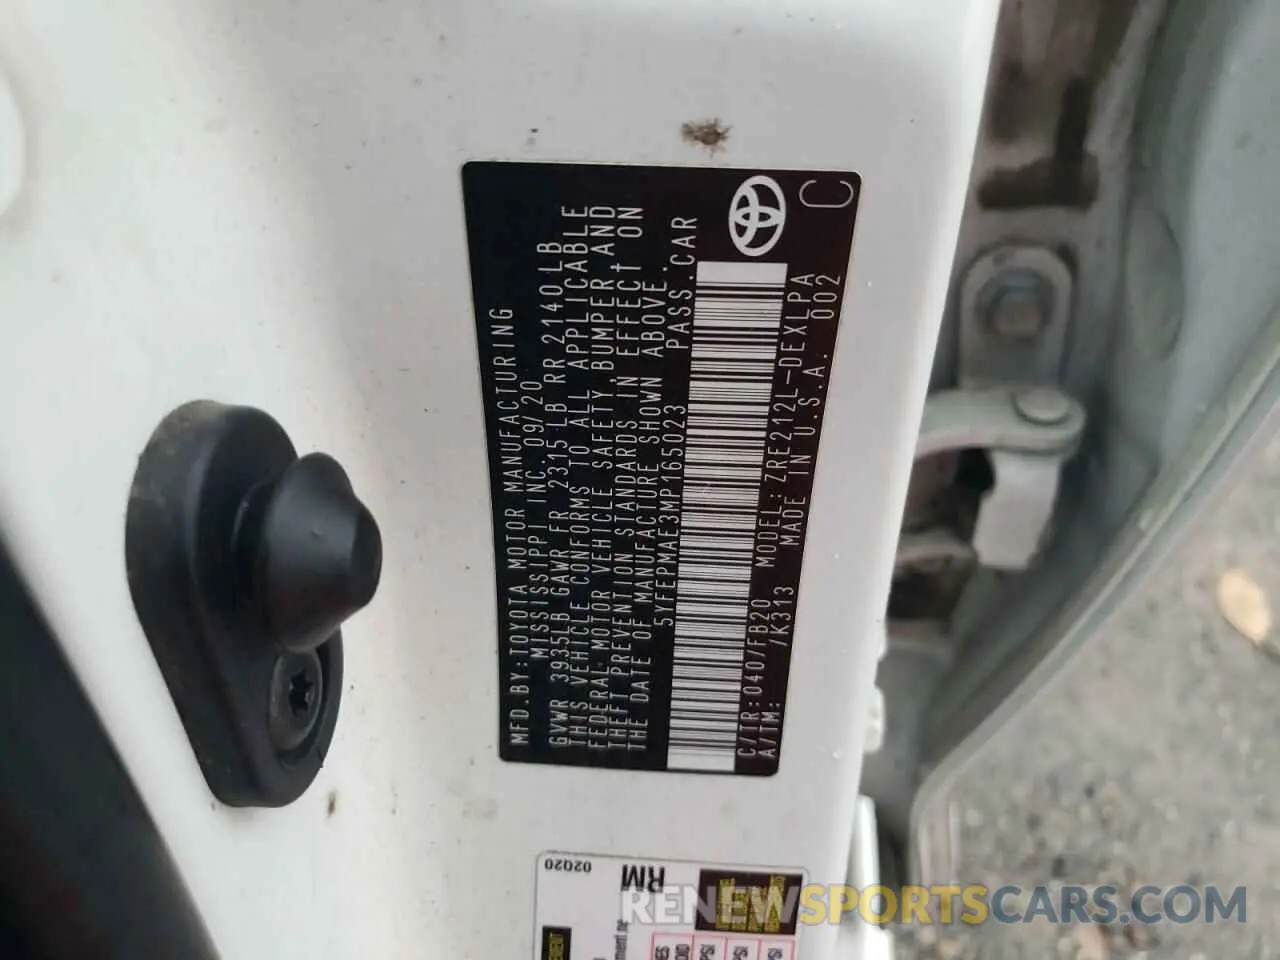 MFD.BY:TOYOTA MOTOR MANUFACTURING
MISSISSIPPI INC. 09/20
GVWR 3935LB GAWR FR 2315 LB RR 2140LB
THIS VEHICLE CONFORMS TO ALL APPLICABLE
FEDERAL MOTOR VEHICLE SAFETY, BUMPER, AND
THEFT PREVENTION STANDARDS IN EFFECT ON
THE DATE OF MANUFACTURE SHOWN ABOVE.
5YFEPMAE3MP165023 PASS.CAR
C/TR:040/FB20 MODEL:ZRE212L-DEXLPA
A/TM: /K313 MADE IN U.S.A. 002
C
02Q20
RM
RENEWSPORTSCARS.COM